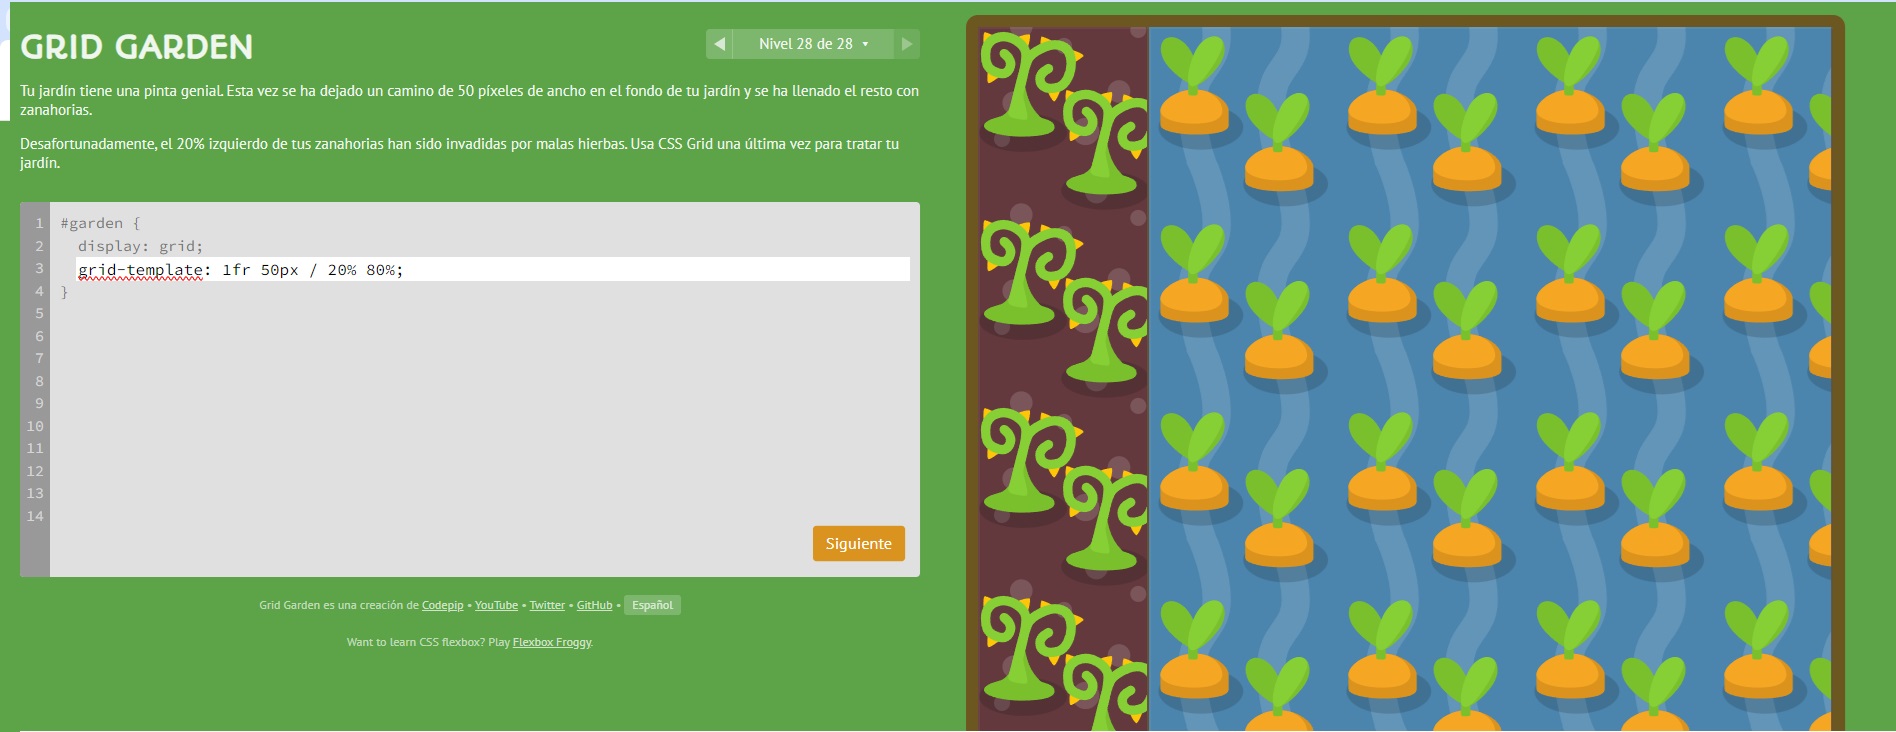 GRID GARDEN
Nivel 28 de 28
Tu jardín tiene una pinta genial. Esta vez se ha dejado un camino de 50 píxeles de ancho en el fondo de tu jardín y se ha llenado el resto con
zanahorias.
Desafortunadamente, el 20% izquierdo de tus zanahorias han sido invadidas por malas hierbas. Usa CSS Grid una última vez para tratar tu
jardín.
1 #garden {
2 display: grid;
3 grid-template: 1fr 50px / 20% 80%;
4 }
5
6
7
8
9
10
11
12
13
14
Siguiente
Grid Garden es una creación de Codepip • YouTube • Twitter • GitHub • Español
Want to learn CSS flexbox? Play Flexbox Froggy.